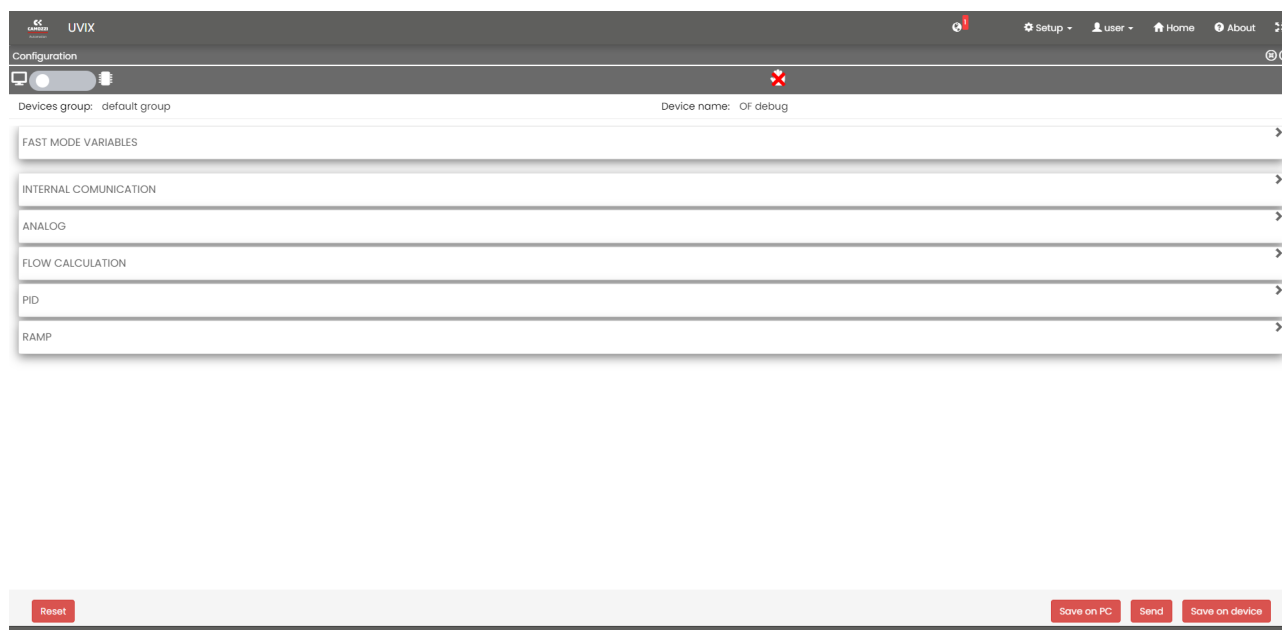 CAMOZZI
UVIX
1
Setup
user
Home
About
Configuration
Devices group: default group
Device name: OF debug
FAST MODE VARIABLES
INTERNAL COMUNICATION
ANALOG
FLOW CALCULATION
PID
RAMP
Reset
Save on PC
Send
Save on device